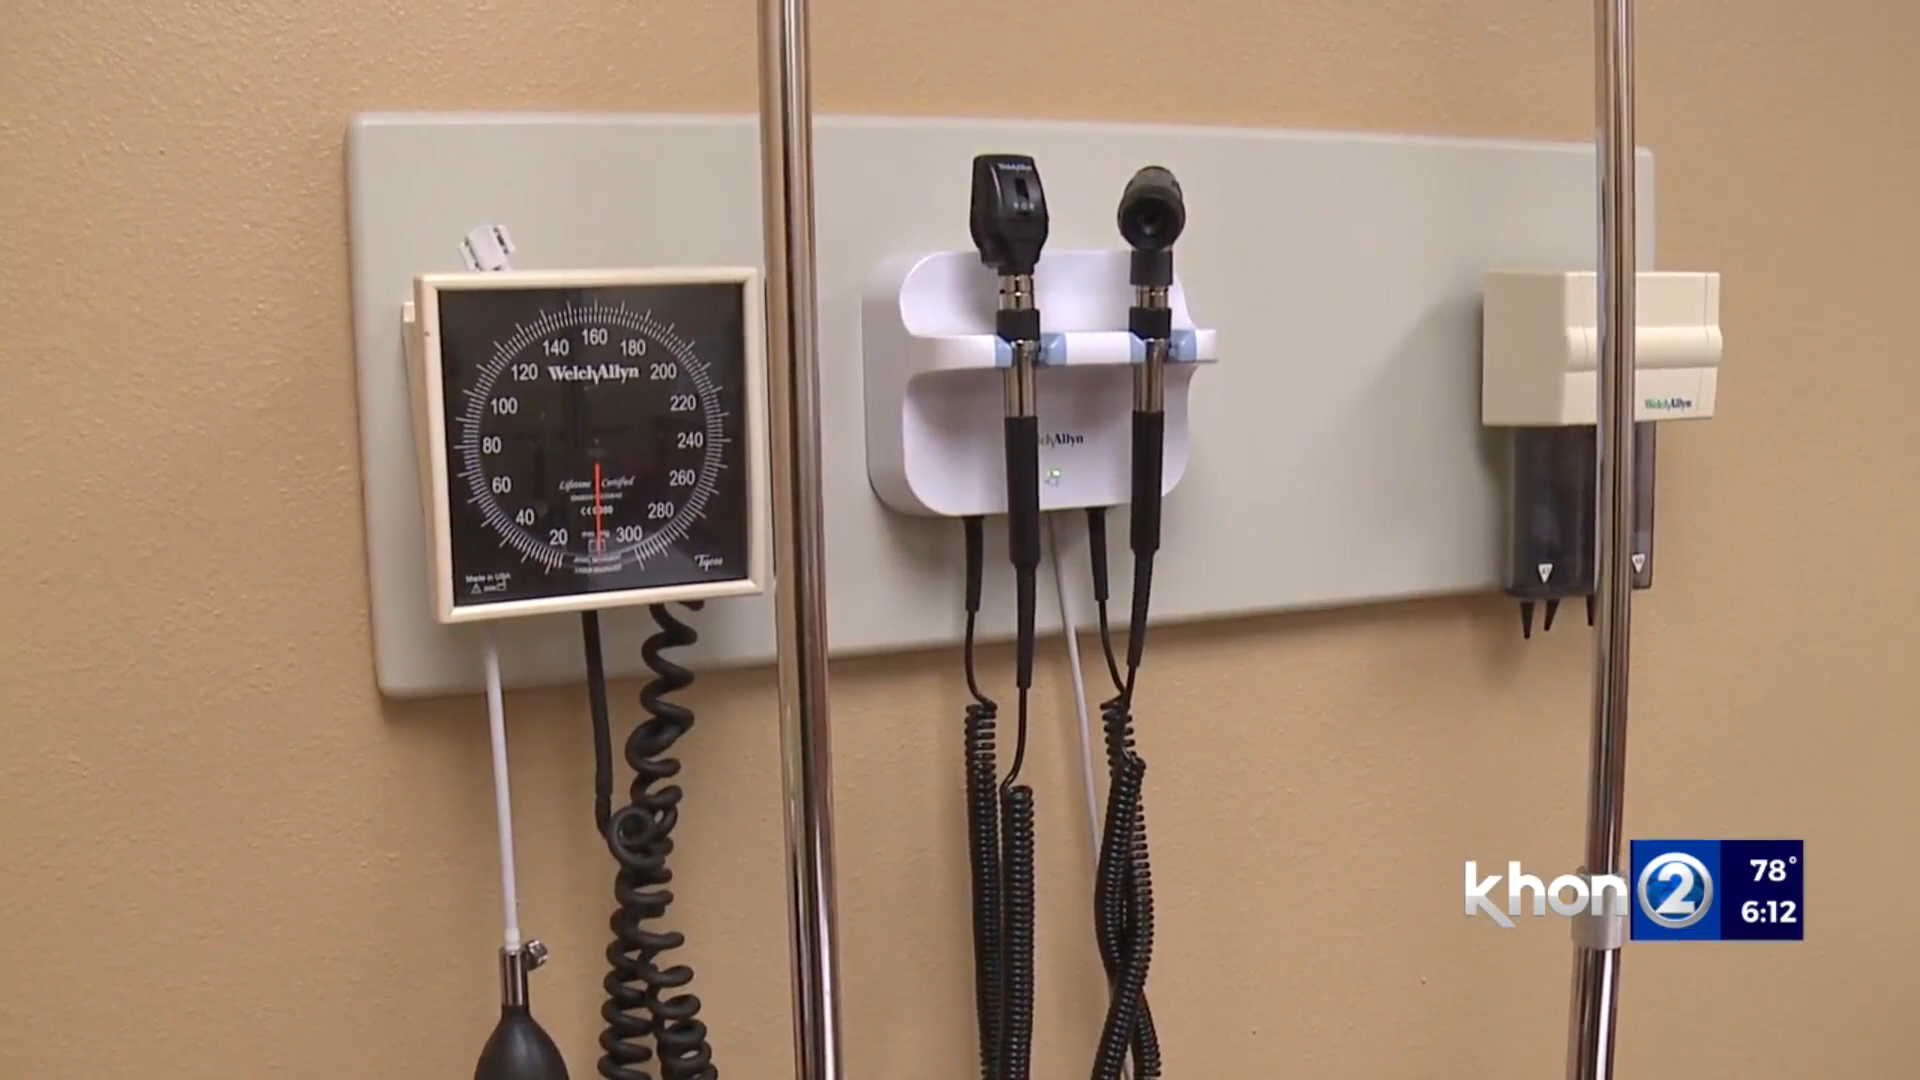 WelchAllyn
160
140 180
120 WelchAllyn 200
100 220
80 240
60 260
Lifetime Certified
40 280
20 300
Made in USA
Tycos
Allyn
WelchAllyn
khon 2
78°
6:12